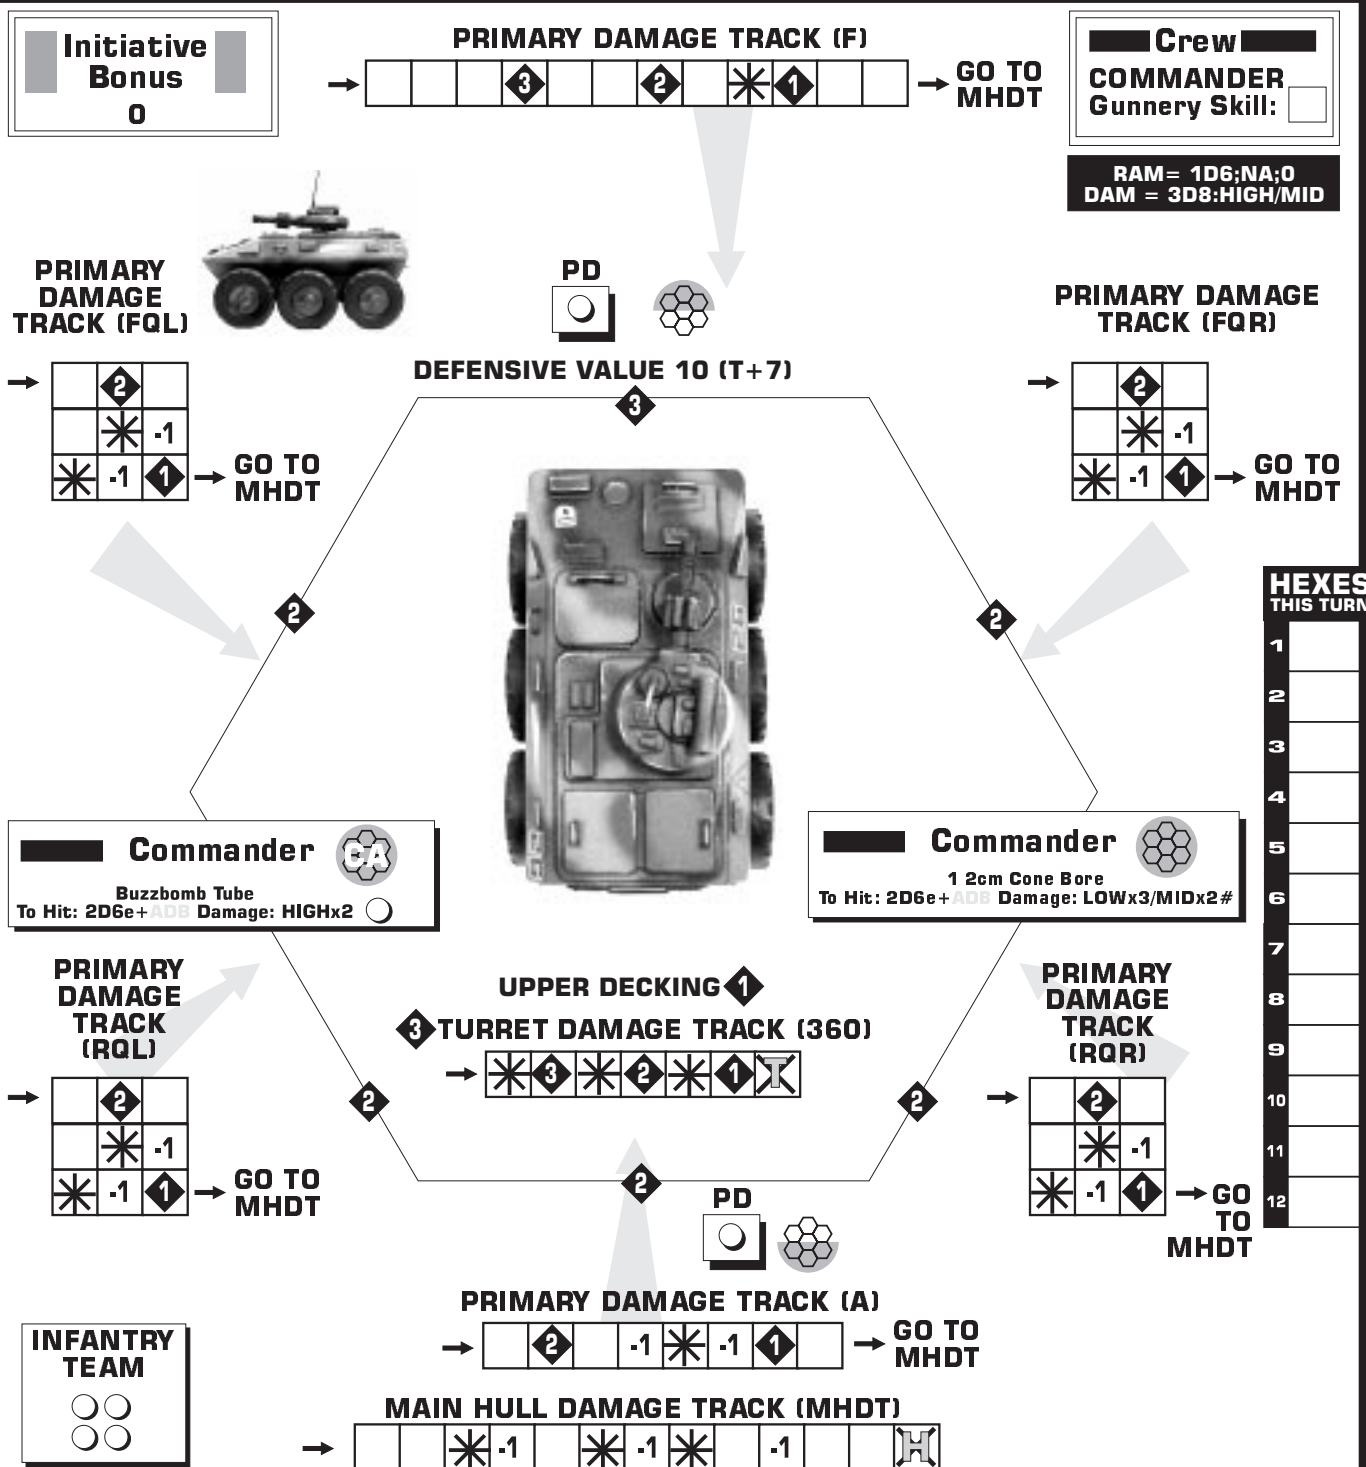 Initiative
Bonus
0
PRIMARY DAMAGE TRACK (F)
3 2 1
GO TO
MHDT
Crew
COMMANDER
Gunnery Skill:
RAM= 1D6;NA;0
DAM = 3D8:HIGH/MID
PRIMARY
DAMAGE
TRACK (FQL)
2
-1
-1 1
GO TO
MHDT
PD
DEFENSIVE VALUE 10 (T+7)
3
PRIMARY DAMAGE
TRACK (FQR)
2
-1
-1 1
GO TO
MHDT
2
2
HEXES
THIS TURN
1
2
3
4
5
6
7
8
9
10
11
12
Commander
CA
Buzzbomb Tube
To Hit: 2D6e+ADB Damage: HIGHx2
Commander
1 2cm Cone Bore
To Hit: 2D6e+ADB Damage: LOWx3/MIDx2#
PRIMARY
DAMAGE
TRACK
(RQL)
2
-1
-1 1
GO TO
MHDT
UPPER DECKING 1
3 TURRET DAMAGE TRACK (360)
3 2 1 T
PRIMARY
DAMAGE
TRACK
(RQR)
2
-1
-1 1
GO
TO
MHDT
2
2
2
PD
PRIMARY DAMAGE TRACK (A)
2 -1 -1 1
GO TO
MHDT
INFANTRY
TEAM
MAIN HULL DAMAGE TRACK (MHDT)
-1 -1 -1 H